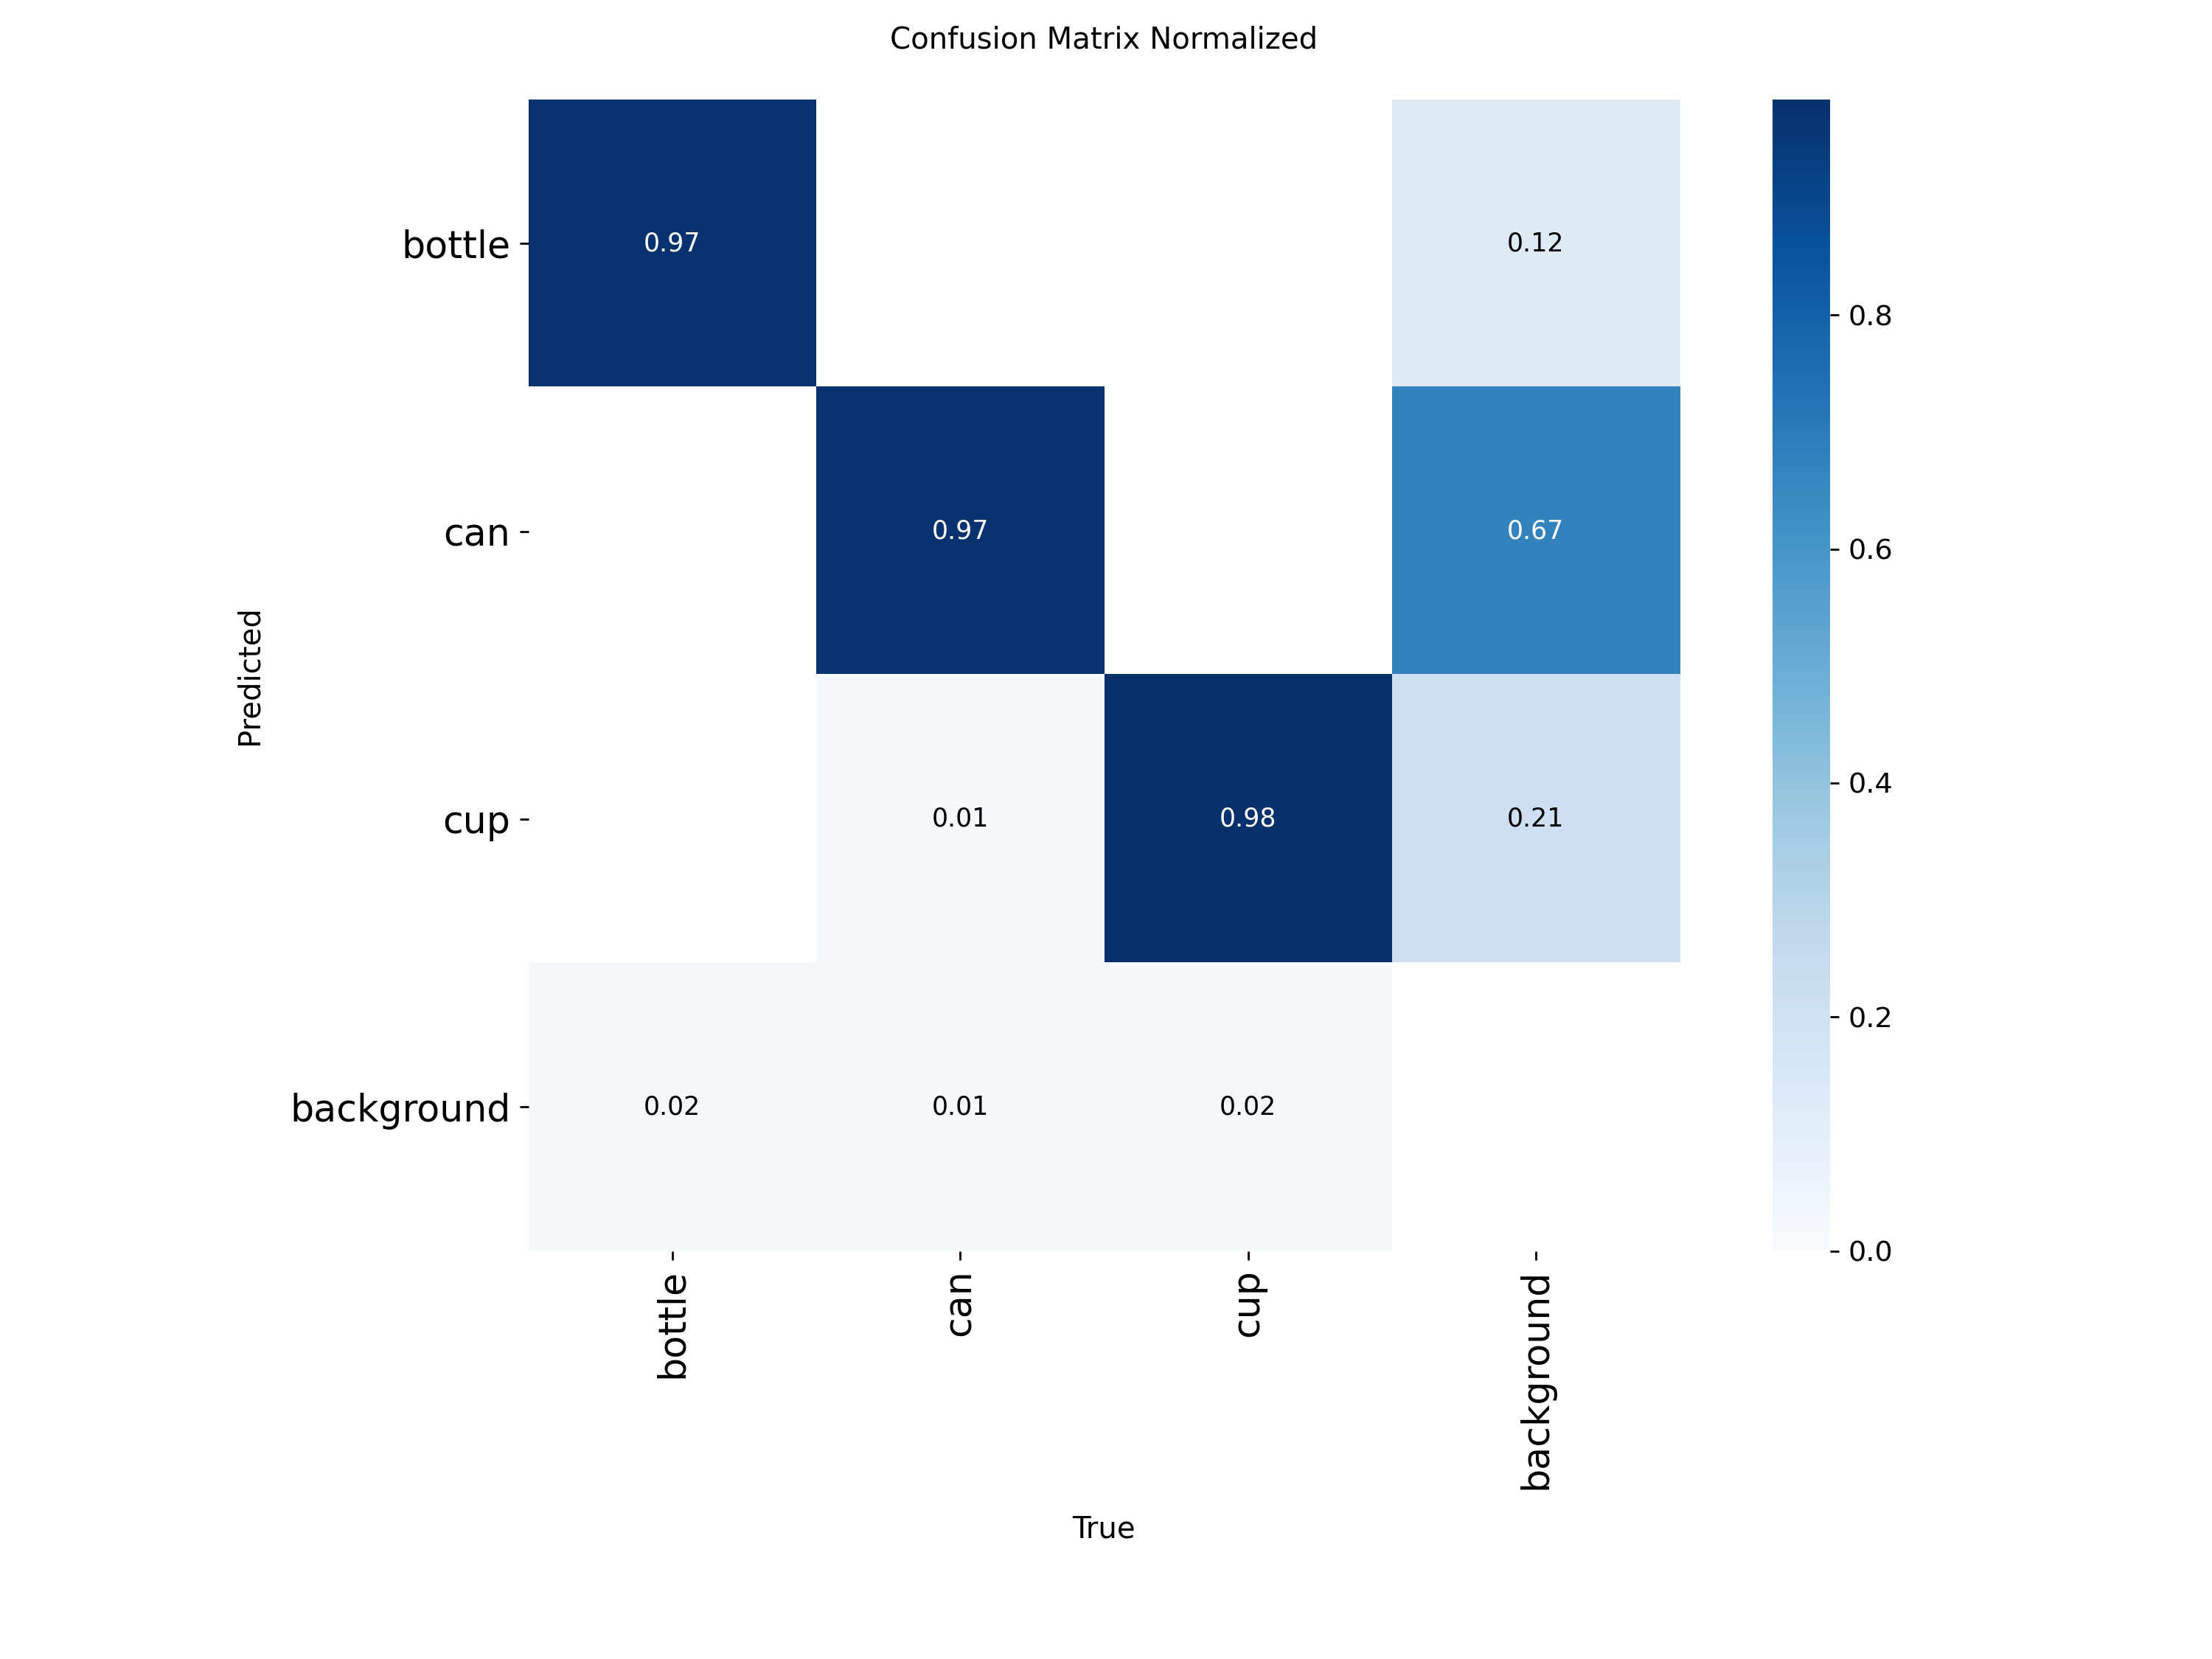 Confusion Matrix Normalized
bottle
0.97
0.12
0.8
can
0.97
0.67
0.6
Predicted
cup
0.01
0.98
0.21
0.4
0.2
background
0.02
0.01
0.02
0.0
bottle
can
cup
background
True